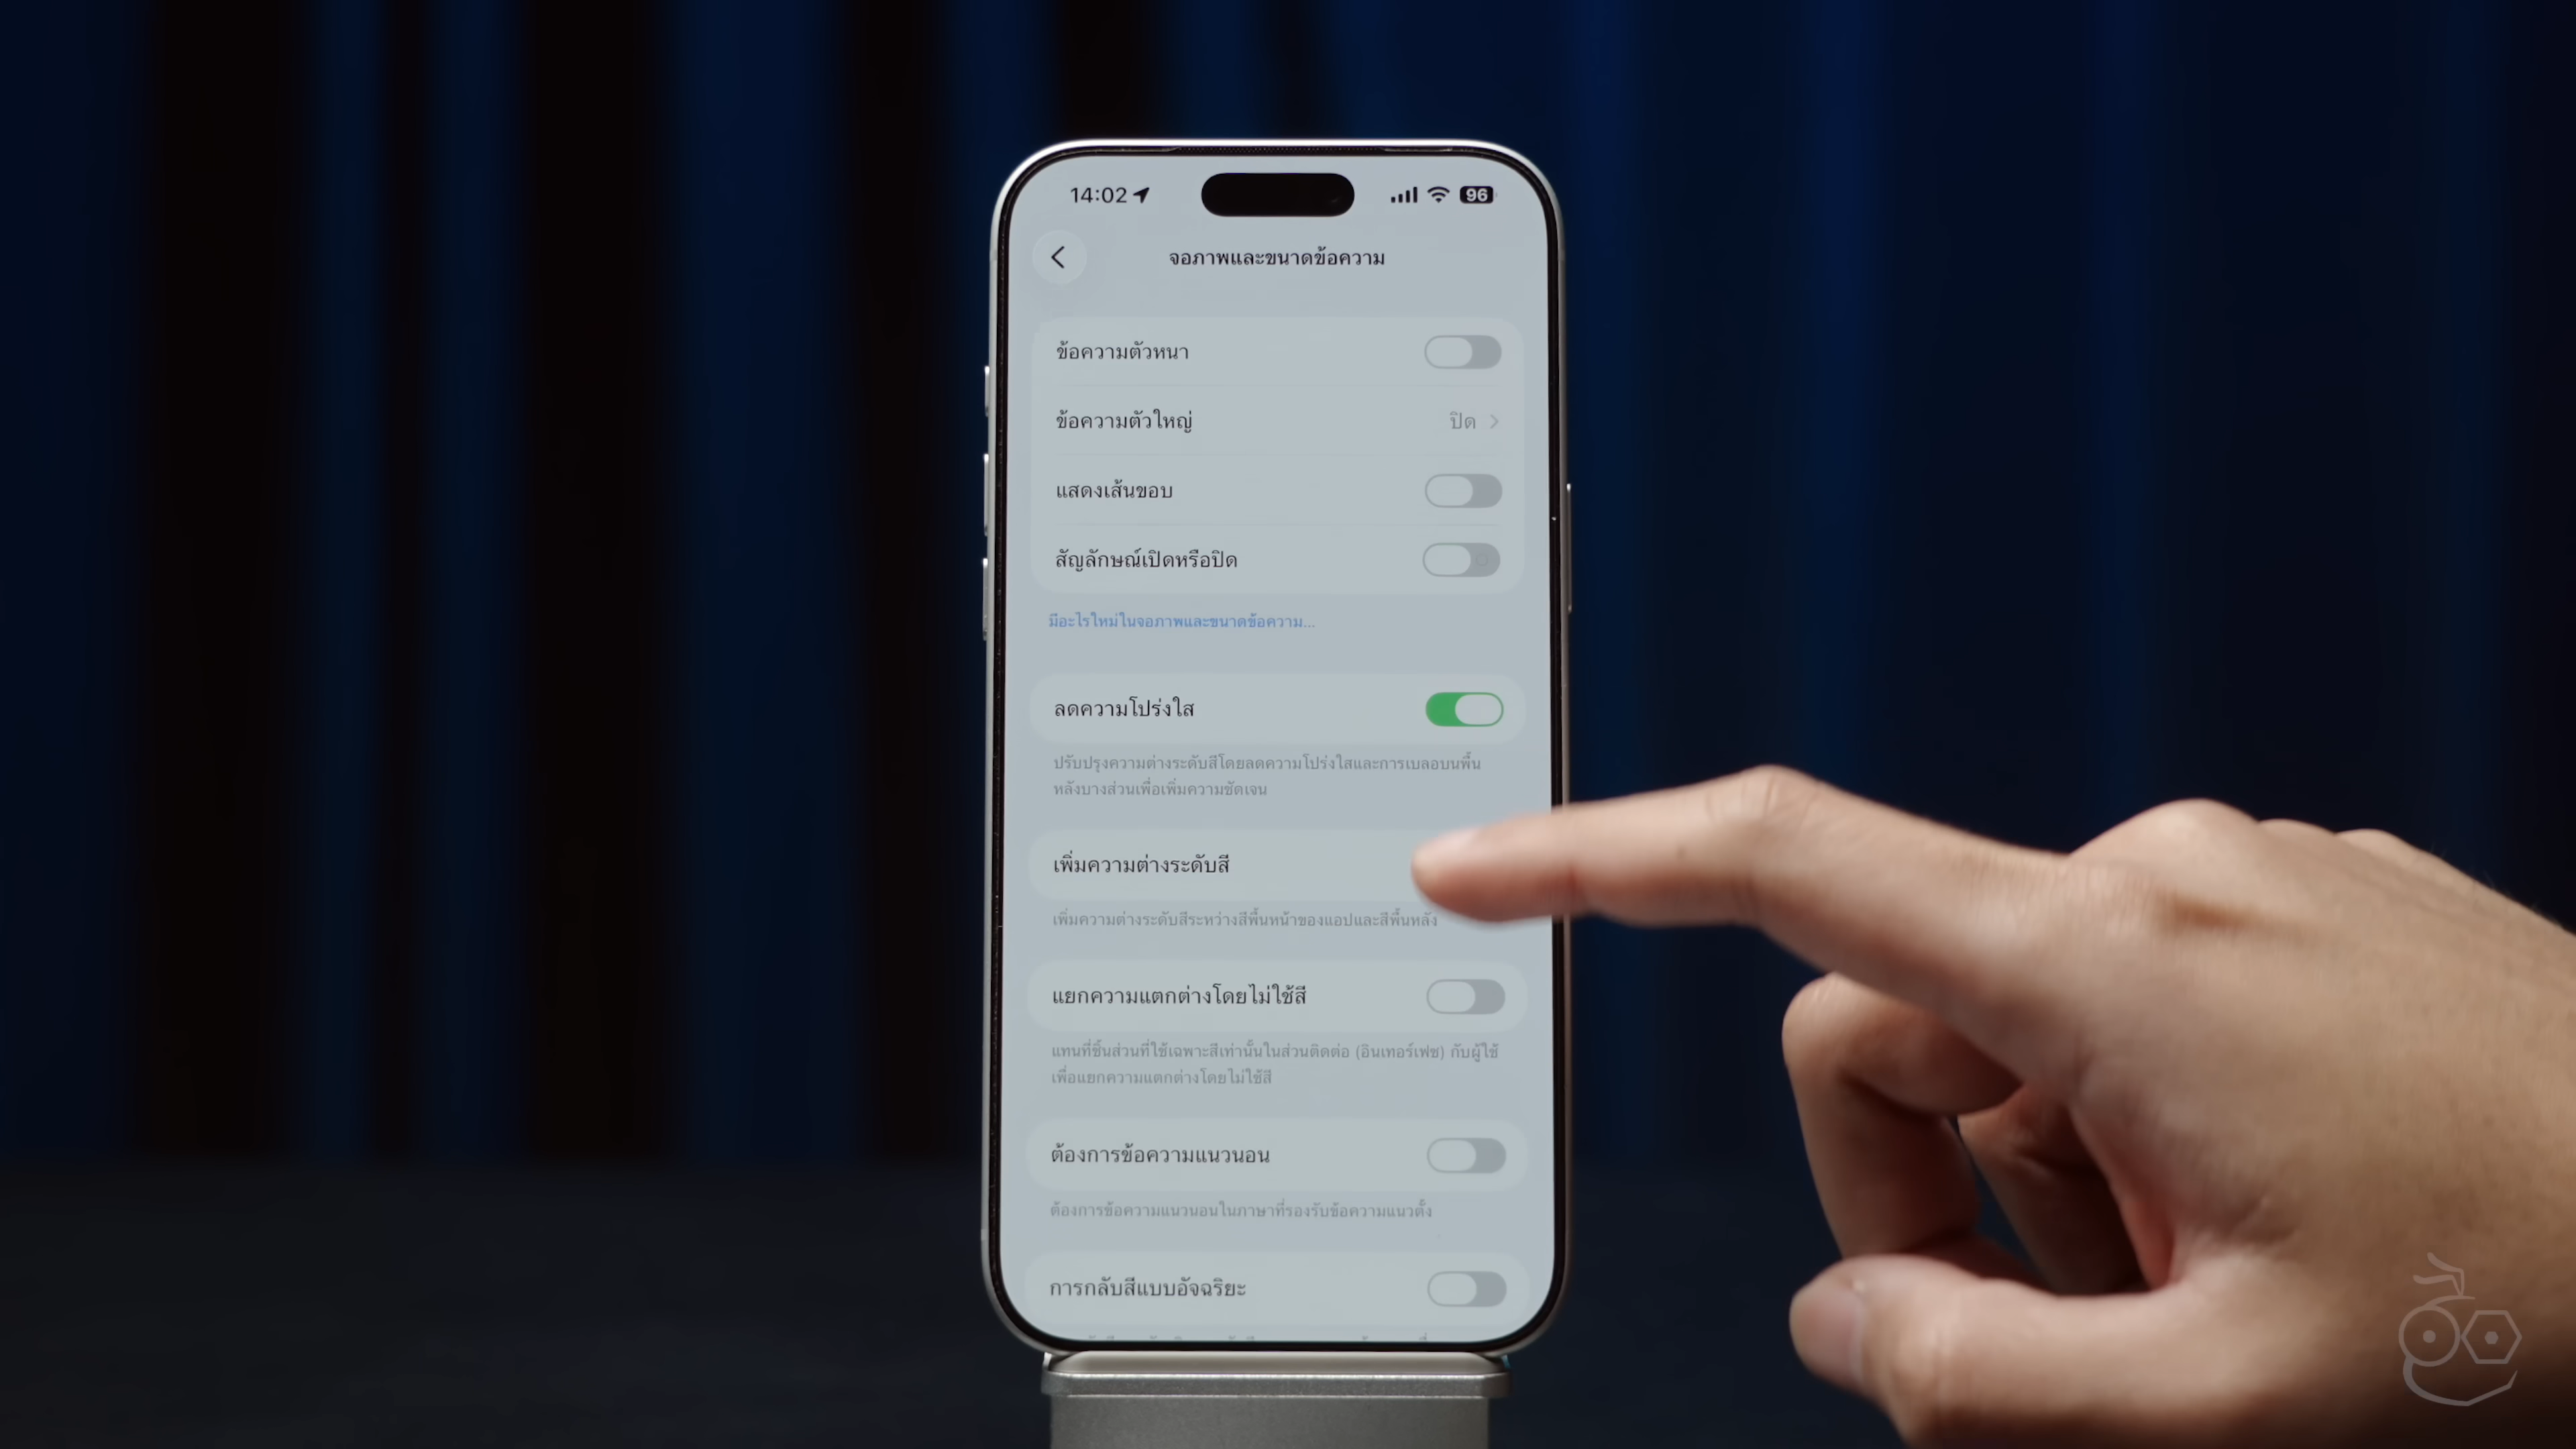 14:02
96
จอภาพและขนาดข้อความ
ข้อความตัวหนา
ข้อความตัวใหญ่ ปิด
แสดงเส้นขอบ
สัญลักษณ์เปิดหรือปิด
มีอะไรใหม่ในจอภาพและขนาดข้อความ...
ลดความโปร่งใส
ปรับปรุงความต่างระดับสีโดยลดความโปร่งใสและการเบลอบนพื้น
หลังบางส่วนเพื่อเพิ่มความชัดเจน
เพิ่มความต่างระดับสี
เพิ่มความต่างระดับสีระหว่างสีพื้นหน้าของแอปและสีพื้นหลัง
แยกความแตกต่างโดยไม่ใช้สี
แทนที่ชิ้นส่วนที่ใช้เฉพาะสีเท่านั้นในส่วนติดต่อ (อินเทอร์เฟซ) กับผู้ใช้
เพื่อแยกความแตกต่างโดยไม่ใช้สี
ต้องการข้อความแนวนอน
ต้องการข้อความแนวนอนในภาษาที่รองรับข้อความแนวตั้ง
การกลับสีแบบอัจฉริยะ